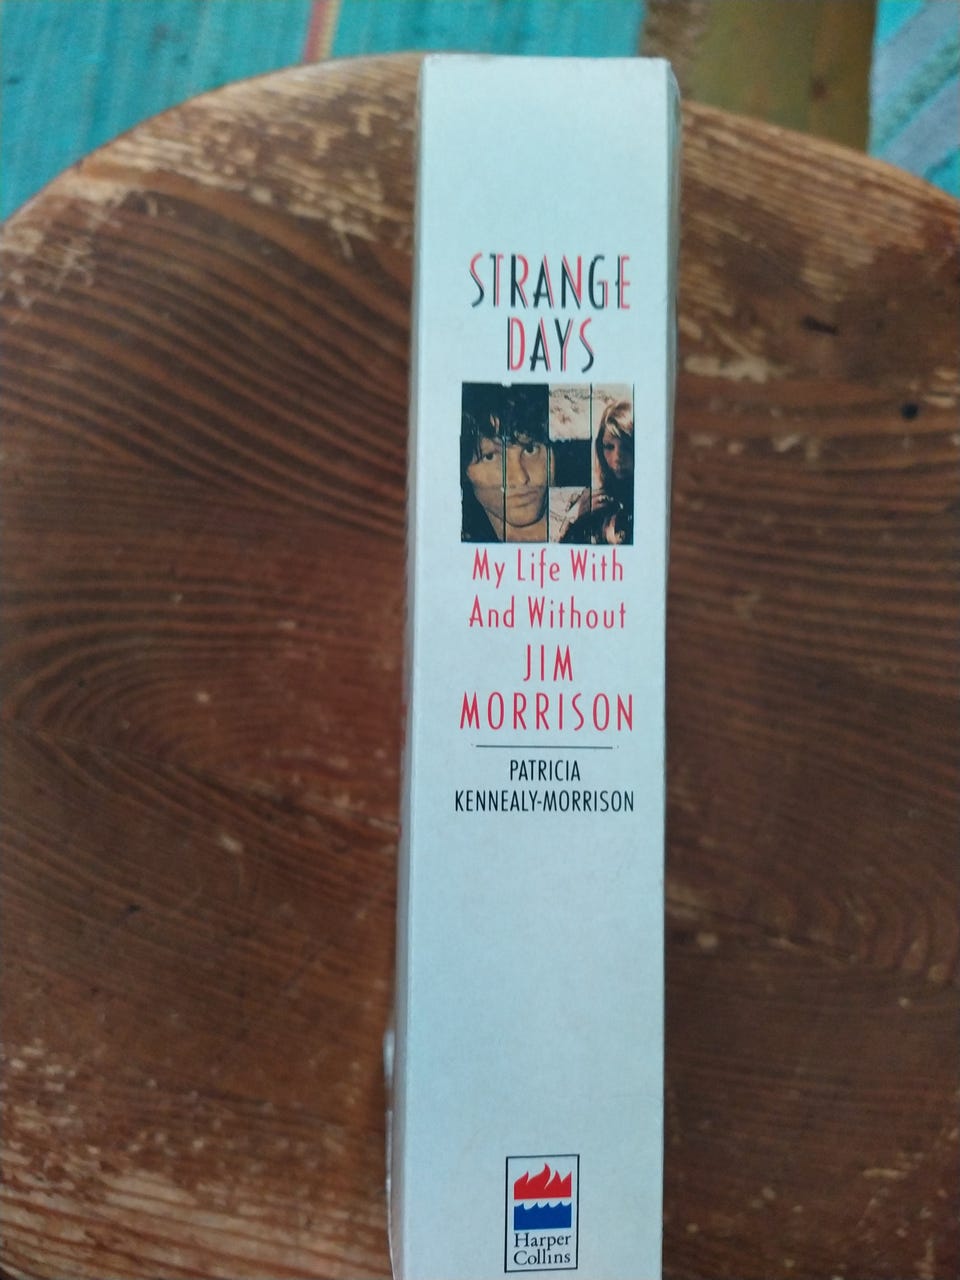 STRANGE
DAYS
My Life With
And Without
JIM
MORRISON
PATRICIA
KENNEALY-MORRISON
Harper
Collins